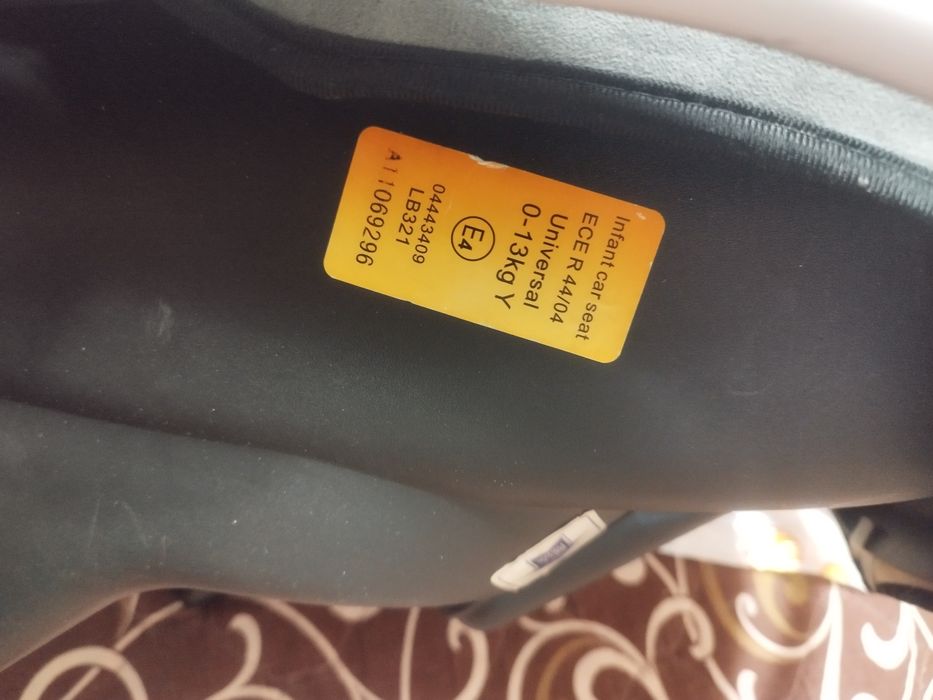 Infant car seat
ECE R 44/04
Universal
0-13kg Y
E4
04443409
LB321
A11069296